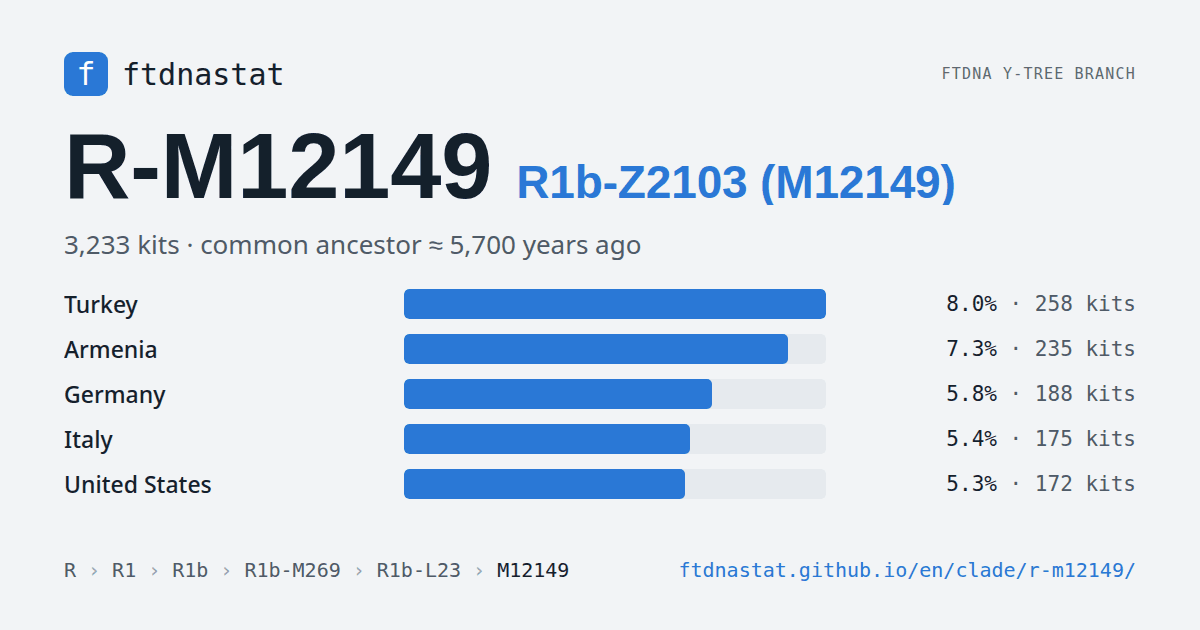 f ftdnastat
FTDNA Y-TREE BRANCH
R-M12149 R1b-Z2103 (M12149)
3,233 kits · common ancestor ≈ 5,700 years ago
Turkey 8.0% · 258 kits
Armenia 7.3% · 235 kits
Germany 5.8% · 188 kits
Italy 5.4% · 175 kits
United States 5.3% · 172 kits
R › R1 › R1b › R1b-M269 › R1b-L23 › M12149
ftdnastat.github.io/en/clade/r-m12149/